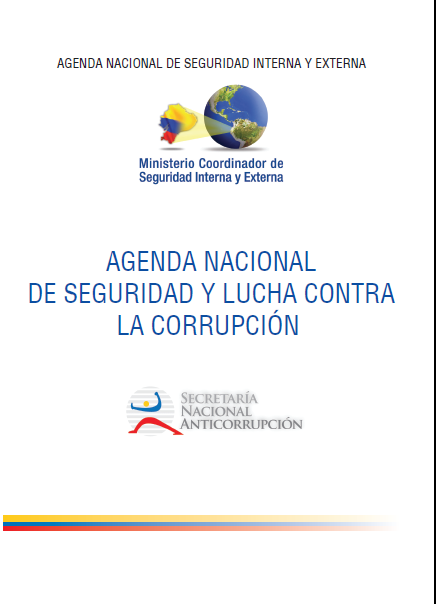 AGENDA NACIONAL DE SEGURIDAD INTERNA Y EXTERNA
Ministerio Coordinador de
Seguridad Interna y Externa
AGENDA NACIONAL
DE SEGURIDAD Y LUCHA CONTRA
LA CORRUPCIÓN
SECRETARÍA
NACIONAL
ANTICORRUPCIÓN